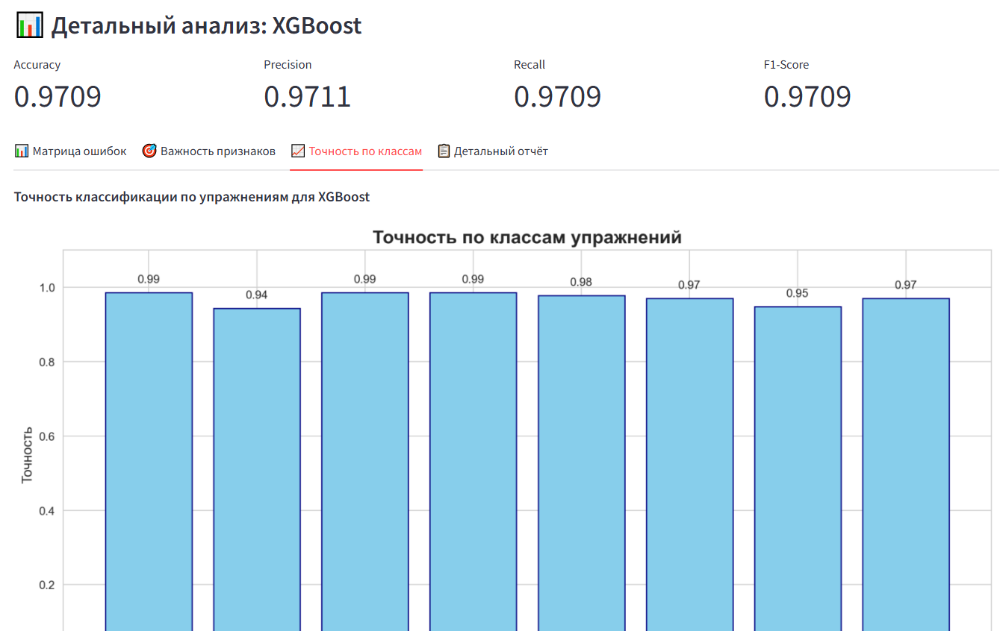 📊 Детальный анализ: XGBoost
Accuracy Precision Recall F1-Score
0.9709 0.9711 0.9709 0.9709
📊 Матрица ошибок 🎯 Важность признаков 📈 Точность по классам 📋 Детальный отчёт
Точность классификации по упражнениям для XGBoost
Точность по классам упражнений
0.99 0.94 0.99 0.99 0.98 0.97 0.95 0.97
1.0
0.8
0.6
0.4
0.2
Точность